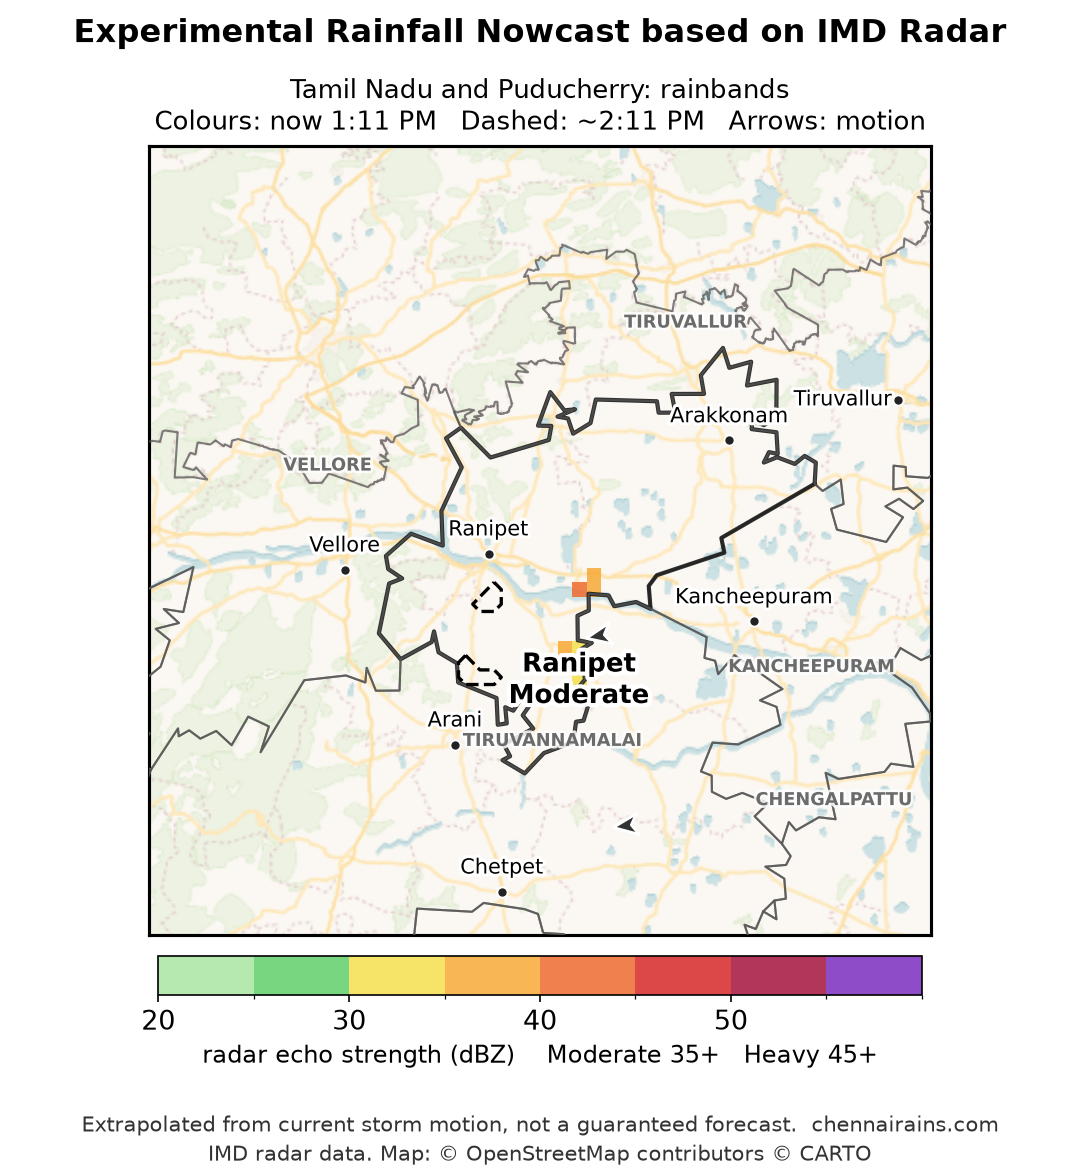 Experimental Rainfall Nowcast based on IMD Radar
Tamil Nadu and Puducherry: rainbands
Colours: now 1:11 PM   Dashed: ~2:11 PM   Arrows: motion
TIRUVALLUR
Tiruvallur
Arakkonam
VELLORE
Ranipet
Vellore
Kancheepuram
Ranipet
Moderate
KANCHEEPURAM
Arani
TIRUVANNAMALAI
CHENGALPATTU
Chetpet
20 30 40 50
radar echo strength (dBZ)    Moderate 35+   Heavy 45+
Extrapolated from current storm motion, not a guaranteed forecast.  chennairains.com
IMD radar data. Map: © OpenStreetMap contributors © CARTO